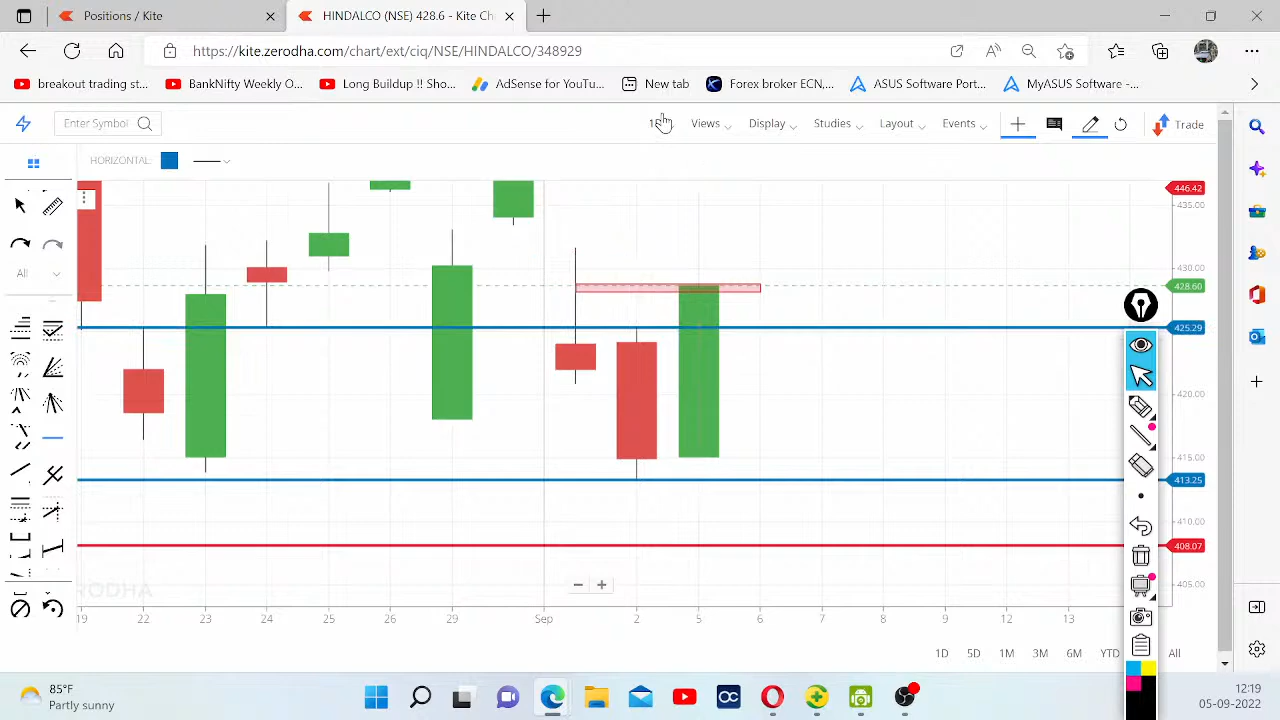 Positions / Kite
HINDALCO (NSE) 428.6 - Kite Ch
https://kite.zerodha.com/chart/ext/ciq/NSE/HINDALCO/348929
breakout trading st...
BankNifty Weekly O...
Long Buildup !! Sho...
AdSense for YouTu...
New tab
Forex broker ECN,...
ASUS Software Port...
MyASUS Software -...
Enter Symbol
Views
Display
Studies
Layout
Events
Trade
HORIZONTAL:
All
446.42
435.00
430.00
428.60
425.29
420.00
415.00
413.25
410.00
408.07
405.00
19 22 23 24 25 26 29 Sep 2 5 6 7 8 9 12 13
1D 5D 1M 3M 6M YTD All
85°F
Partly sunny
12:19
05-09-2022